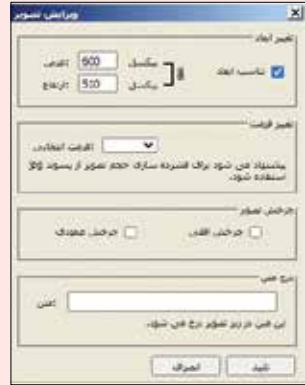 ویرایش تصویر
تغییر ابعاد
تناسب ابعاد
عرض: 600 پیکسل
ارتفاع: 510 پیکسل
تغییر فرمت
فرمت انتخابی:
پیشنهاد می شود برای فشرده سازی حجم تصویر از پسوند jpg
استفاده شود.
چرخش تصویر
چرخش افقی
چرخش عمودی
درج متن
متن:
این متن در زیر تصویر درج می شود.
تایید
انصراف